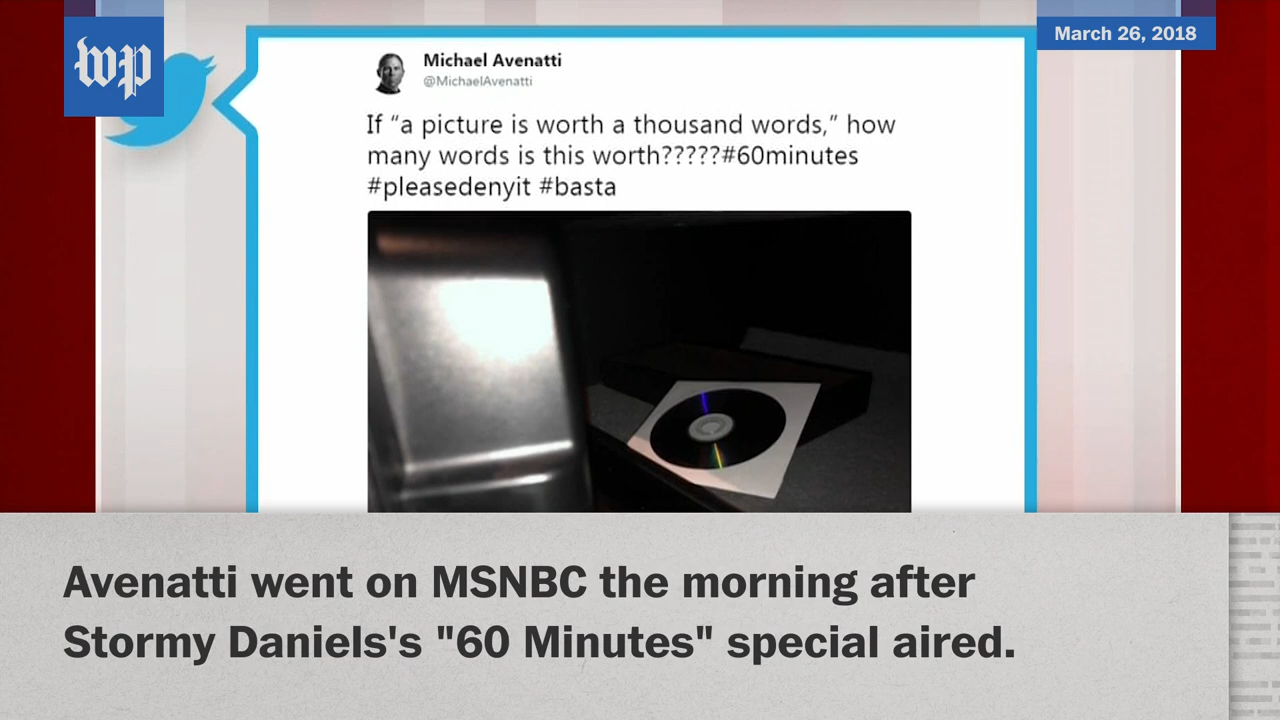 wp
March 26, 2018
Michael Avenatti
@MichaelAvenatti
If “a picture is worth a thousand words,” how
many words is this worth?????#60minutes
#pleasedenyit #basta
Avenatti went on MSNBC the morning after
Stormy Daniels's "60 Minutes" special aired.